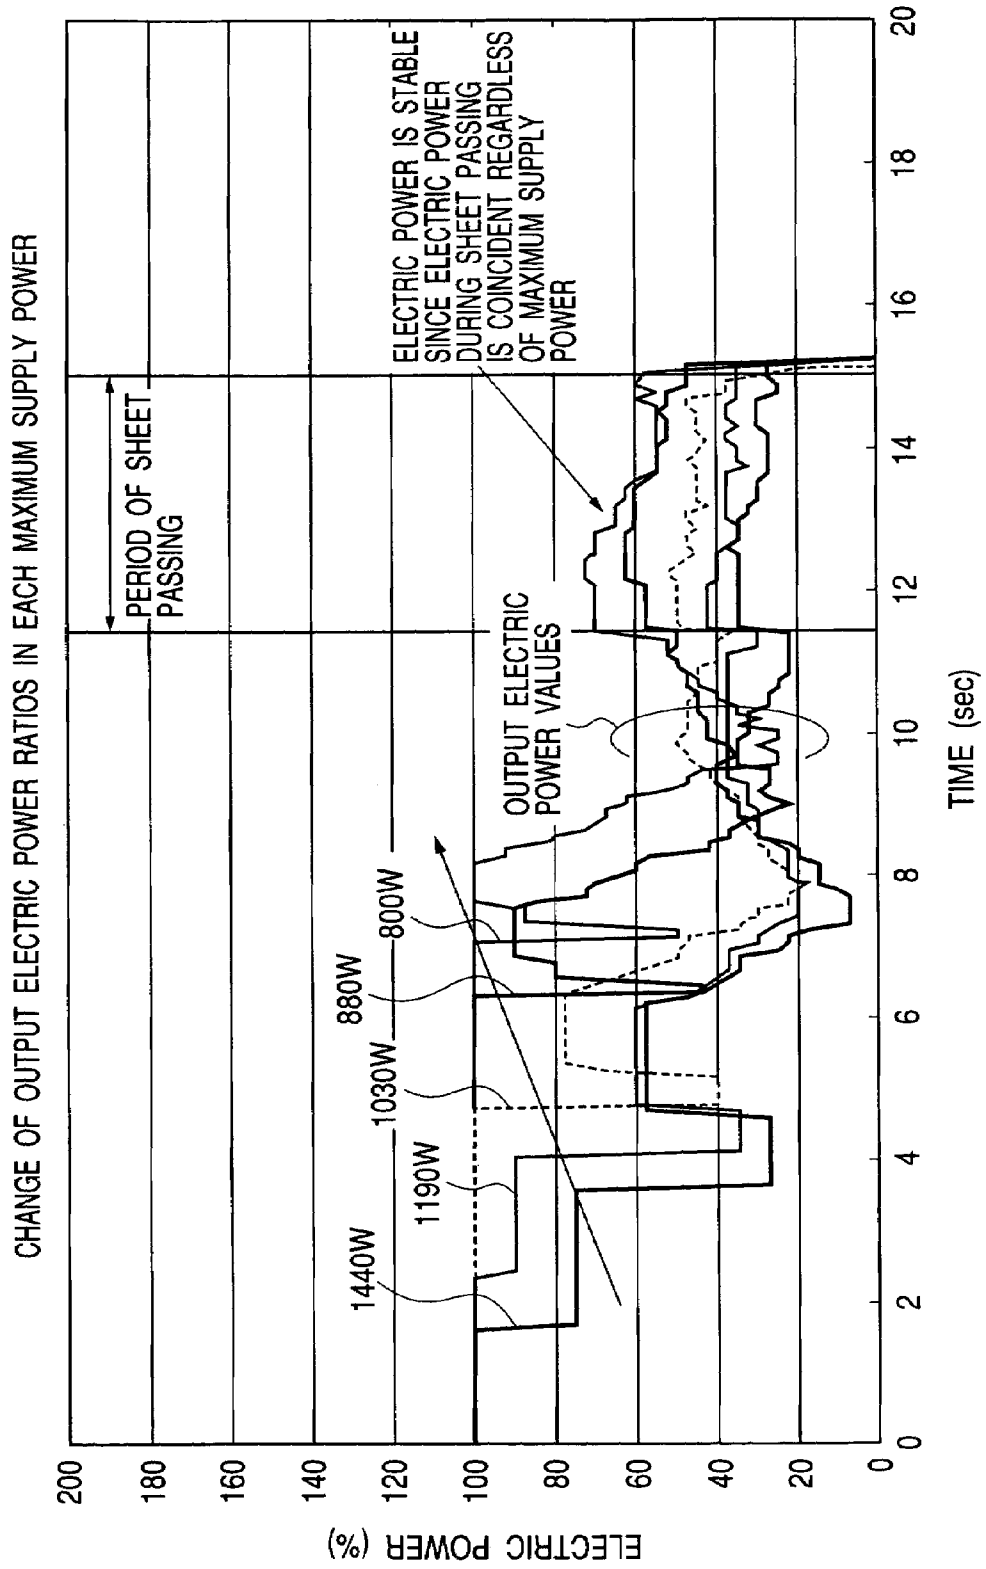 CHANGE OF OUTPUT ELECTRIC POWER RATIOS IN EACH MAXIMUM SUPPLY POWER
ELECTRIC POWER (%)
200
180
160
140
120
100
80
60
40
20
0
1440W
1190W
1030W
880W
800W
OUTPUT ELECTRIC
POWER VALUES
PERIOD OF SHEET
PASSING
ELECTRIC POWER IS STABLE
SINCE ELECTRIC POWER
DURING SHEET PASSING
IS COINCIDENT REGARDLESS
OF MAXIMUM SUPPLY
POWER
0
2
4
6
8
10
12
14
16
18
20
TIME (sec)